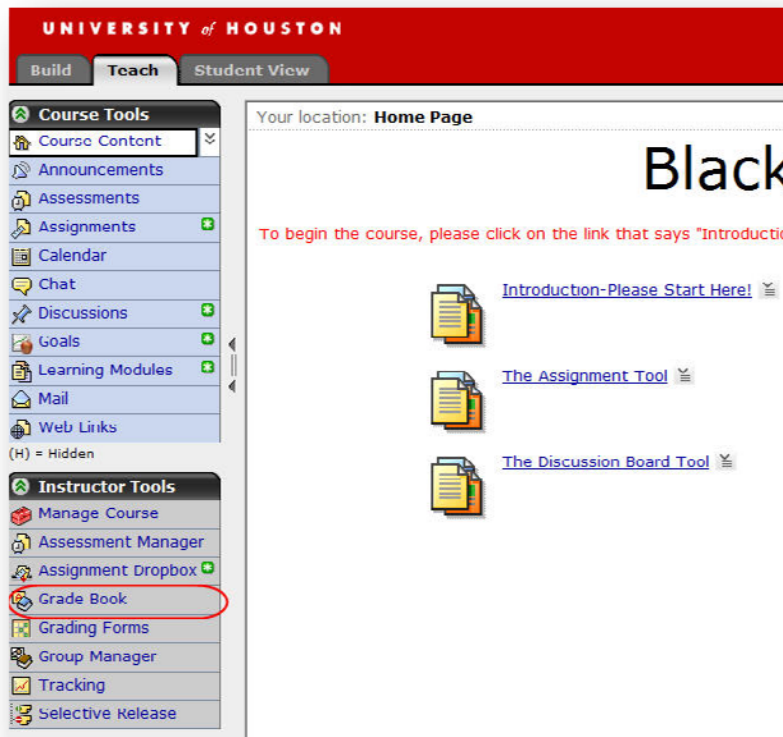 UNIVERSITY of HOUSTON
Build Teach Student View
Course Tools
Course Content
Announcements
Assessments
Assignments
Calendar
Chat
Discussions
Goals
Learning Modules
Mail
Web Links
(H) = Hidden
Instructor Tools
Manage Course
Assessment Manager
Assignment Dropbox
Grade Book
Grading Forms
Group Manager
Tracking
Selective Release
Your location: Home Page
Black
To begin the course, please click on the link that says "Introductio
Introduction-Please Start Here!
The Assignment Tool
The Discussion Board Tool